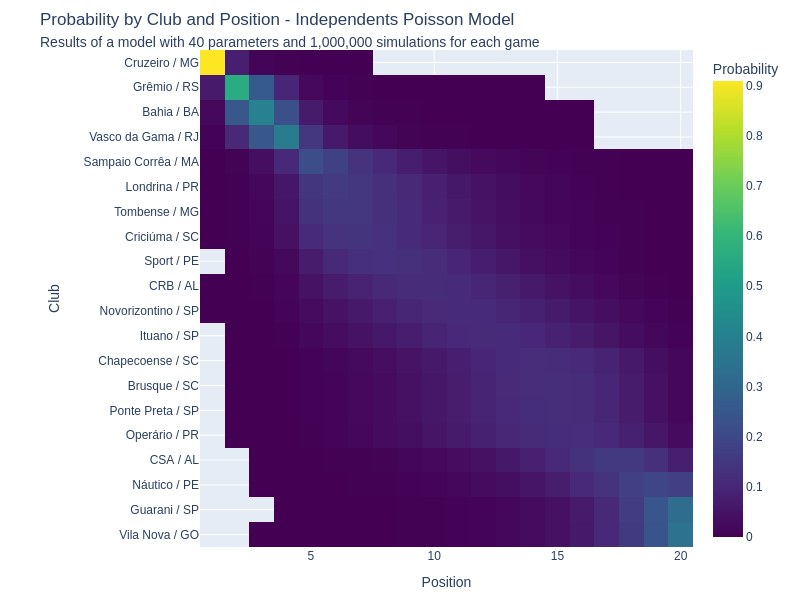 Probability by Club and Position - Independents Poisson Model
Results of a model with 40 parameters and 1,000,000 simulations for each game
Probability
Cruzeiro / MG
Grêmio / RS
Bahia / BA
Vasco da Gama / RJ
Sampaio Corrêa / MA
Londrina / PR
Tombense / MG
Criciúma / SC
Sport / PE
CRB / AL
Novorizontino / SP
Ituano / SP
Chapecoense / SC
Brusque / SC
Ponte Preta / SP
Operário / PR
CSA / AL
Náutico / PE
Guarani / SP
Vila Nova / GO
Club
5 10 15 20
Position
0.9
0.8
0.7
0.6
0.5
0.4
0.3
0.2
0.1
0